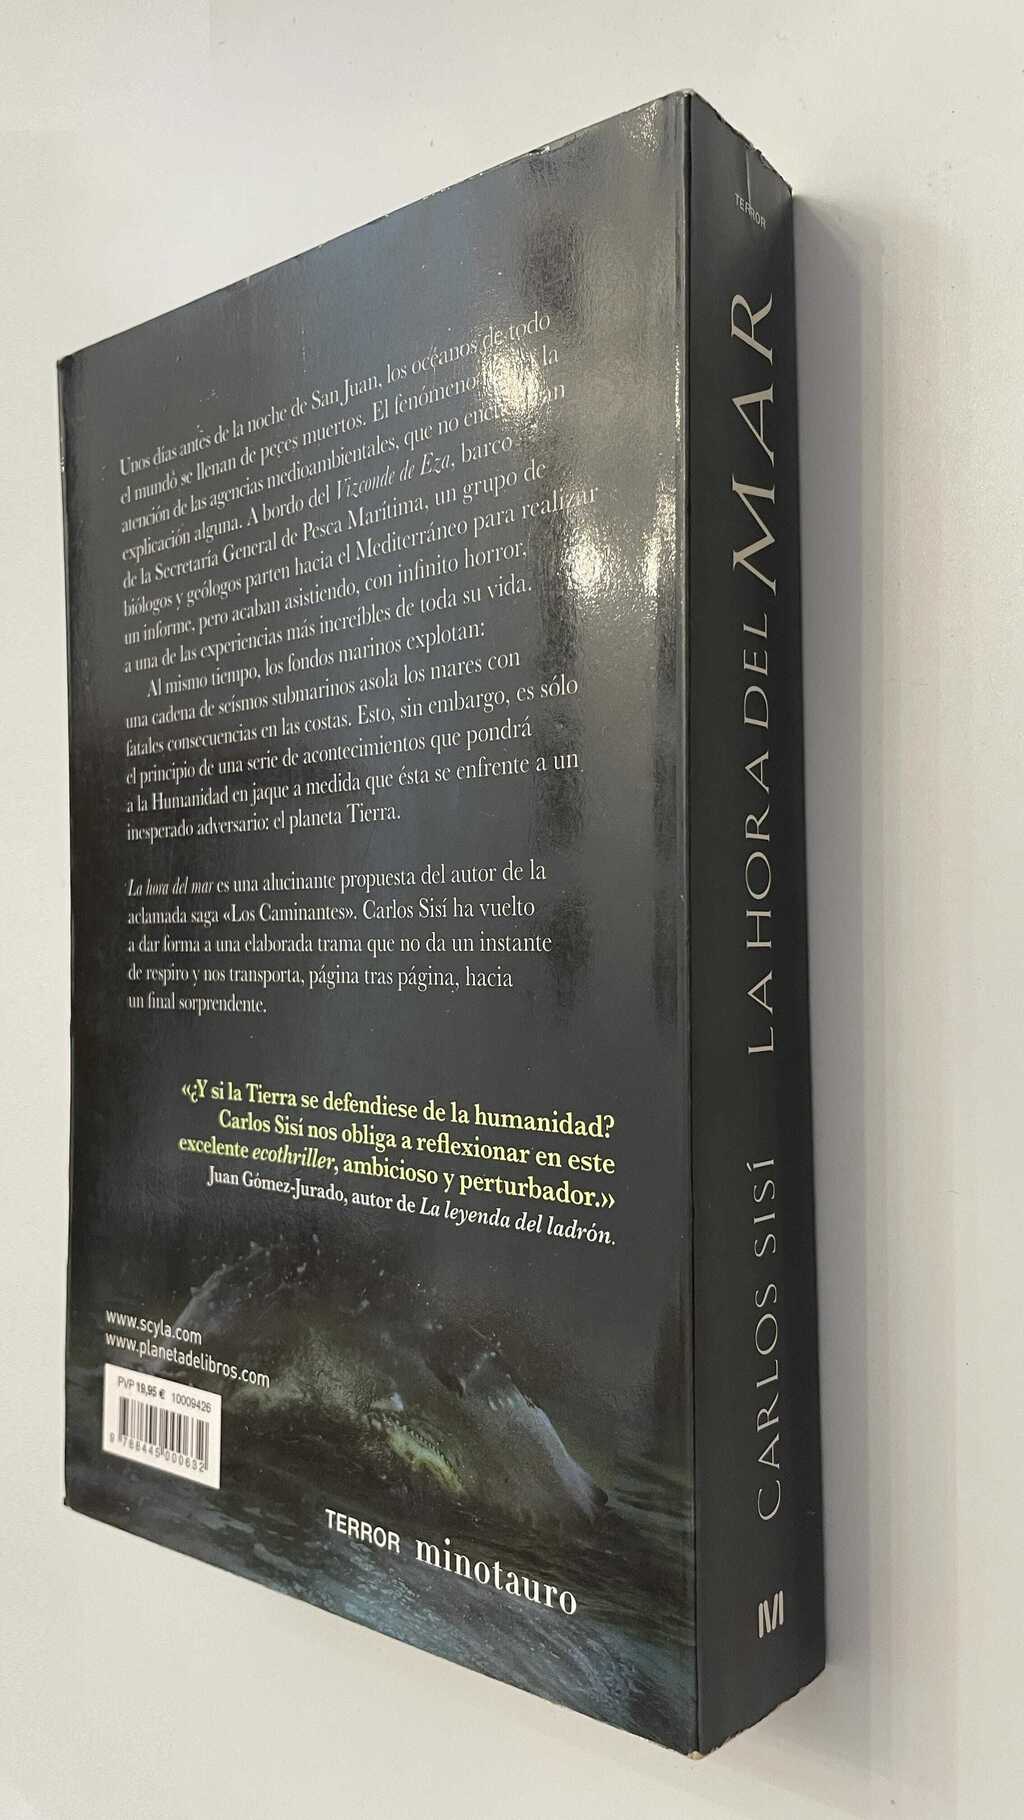 Unos días antes de la noche de San Juan, los océanos de todo
el mundo se llenan de peces muertos. El fenómeno la
atención de las agencias medioambientales, que no
explicación alguna. A bordo del Vizconde de Eza, barco
de la Secretaría General de Pesca Marítima, un grupo de
biólogos y geólogos parten hacia el Mediterráneo para realizar
un informe, pero acaban asistiendo, con infinito horror,
a una de las experiencias más increíbles de toda su vida.
Al mismo tiempo, los fondos marinos explotan:
una cadena de seísmos submarinos asola los mares con
fatales consecuencias en las costas. Esto, sin embargo, es sólo
el principio de una serie de acontecimientos que pondrá
a la Humanidad en jaque a medida que ésta se enfrente a un
inesperado adversario: el planeta Tierra.
La hora del mar es una alucinante propuesta del autor de la
aclamada saga «Los Caminantes». Carlos Sisí ha vuelto
a dar forma a una elaborada trama que no da un instante
de respiro y nos transporta, página tras página, hacia
un final sorprendente.
«¿Y si la Tierra se defendiese de la humanidad?
Carlos Sisí nos obliga a reflexionar en este
excelente ecothriller, ambicioso y perturbador.»
Juan Gómez-Jurado, autor de La leyenda del ladrón.
www.scyla.com
www.planetadelibros.com
PVP 19,95 € 10009426
9 788445 000632
TERROR minotauro
TERROR
CARLOS SISÍ LA HORA DEL MAR
M